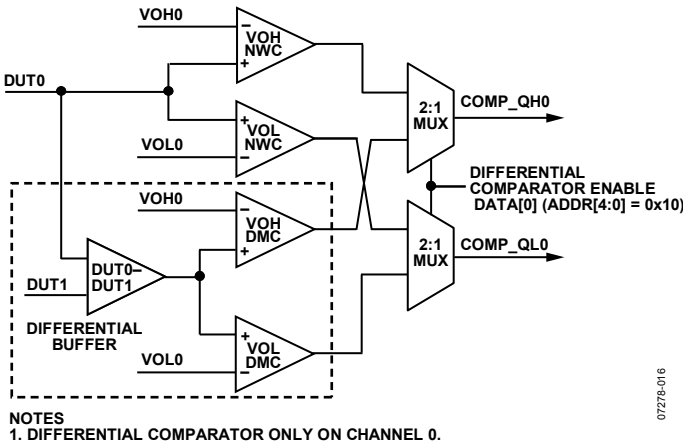 VOH0
VOH
NWC
DUT0
VOL
NWC
VOL0
2:1
MUX
COMP_QH0
DIFFERENTIAL
COMPARATOR ENABLE
DATA[0] (ADDR[4:0] = 0x10)
VOH0
VOH
DMC
DUT0–
DUT1
DUT1
DIFFERENTIAL
BUFFER
2:1
MUX
COMP_QL0
VOL0
VOL
DMC
07278-016
NOTES
1. DIFFERENTIAL COMPARATOR ONLY ON CHANNEL 0.